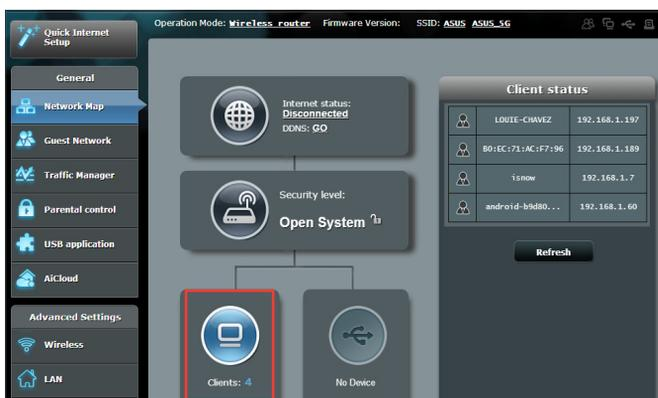 Operation Mode: Wireless router Firmware Version: SSID: ASUS ASUS_5G
Quick Internet
Setup
General
Network Map
Guest Network
Traffic Manager
Parental control
USB application
AiCloud
Advanced Settings
Wireless
LAN
Internet status:
Disconnected
DDNS: GO
Security level:
Open System
Clients: 4
No Device
Client status
LOUIE-CHAVEZ 192.168.1.197
B0:EC:71:AC:F7:96 192.168.1.189
isnow 192.168.1.7
android-b9d80... 192.168.1.60
Refresh